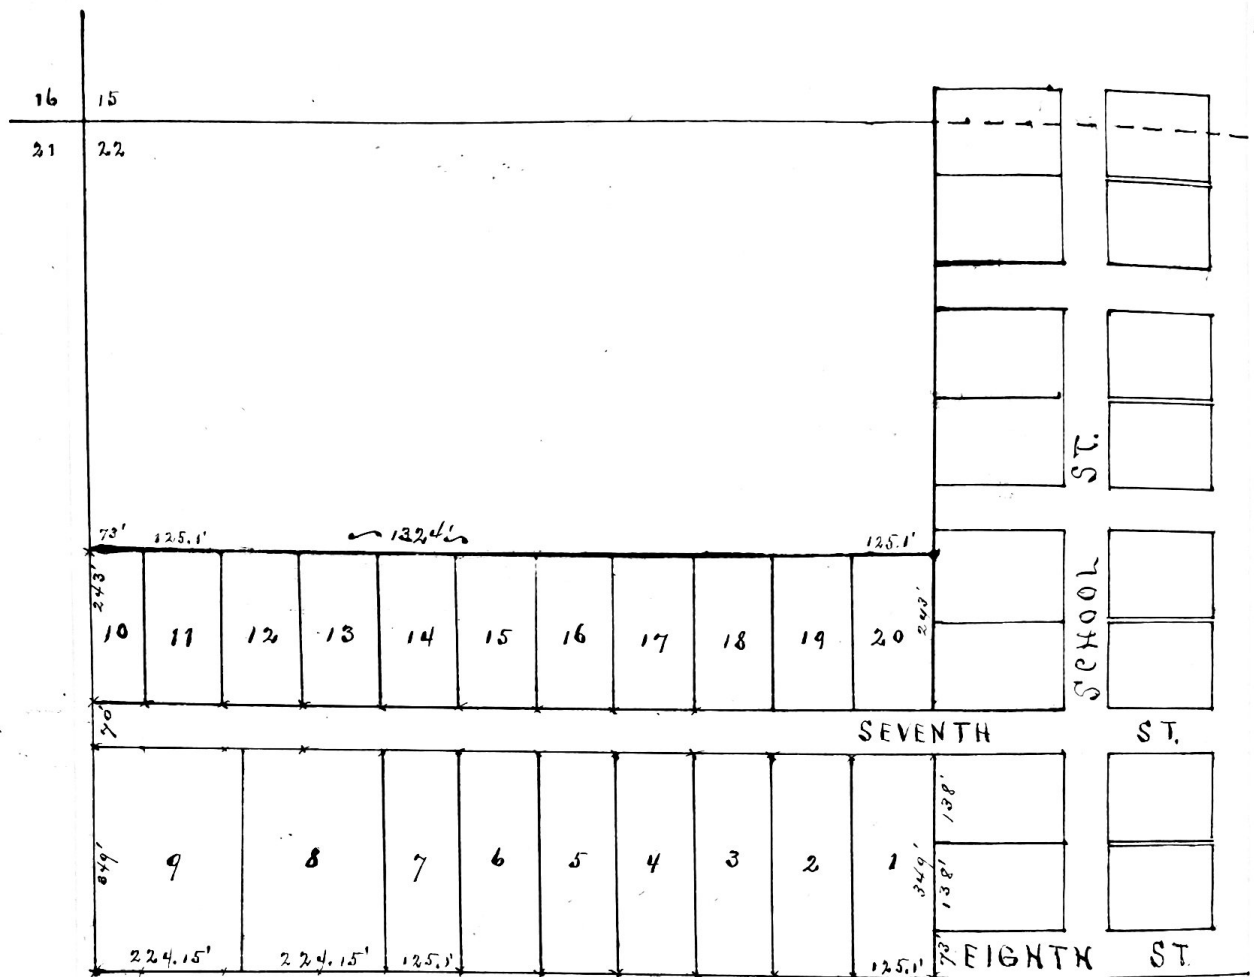 16 15
21 22
73' 125.1' 1324' 125.1'
243'
10 11 12 13 14 15 16 17 18 19 20
243'
SCHOOL ST.
70'
SEVENTH ST.
138'
349'
9 8 7 6 5 4 3 2 1
349'
138'
224.15' 224.15' 125.1' 125.1'
73'
EIGHTH ST